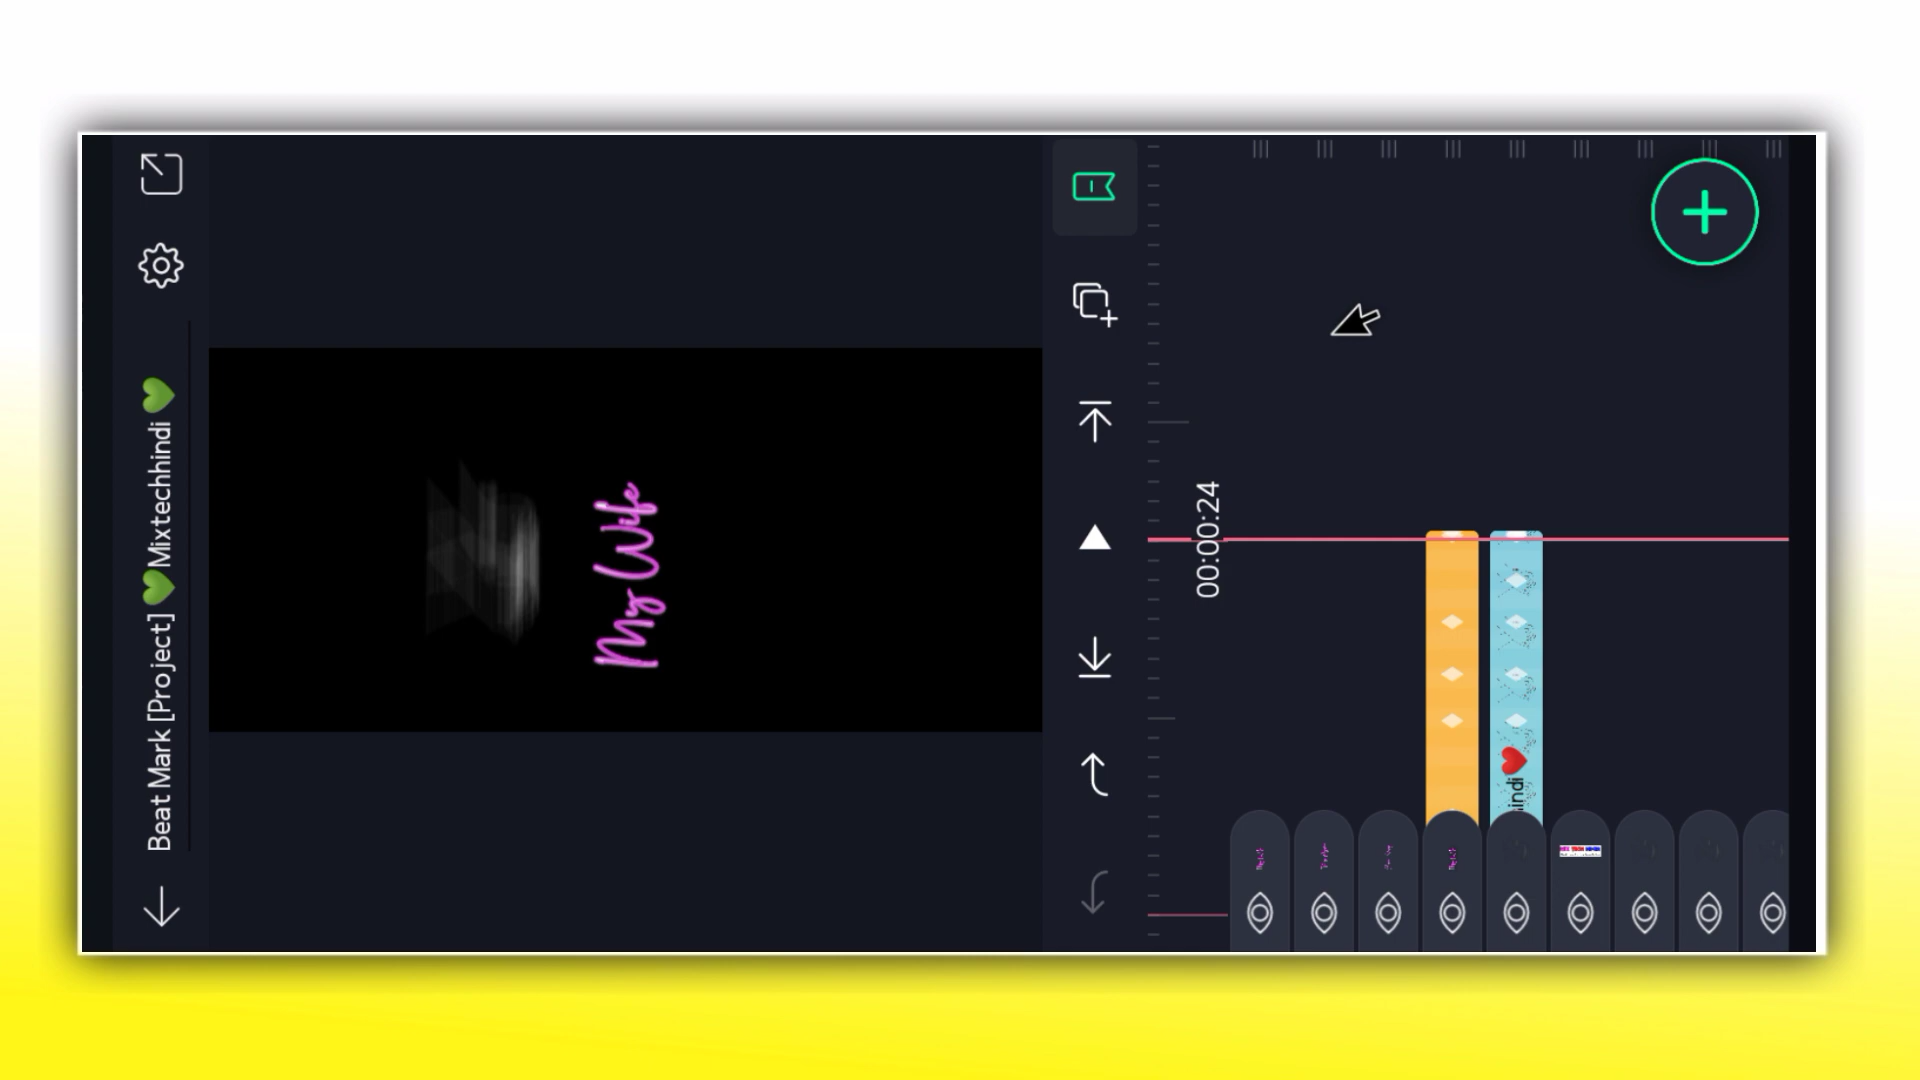 Beat Mark [Project] 💚Mixtechhindi 💚
My Wife
00:00:24
indi❤️